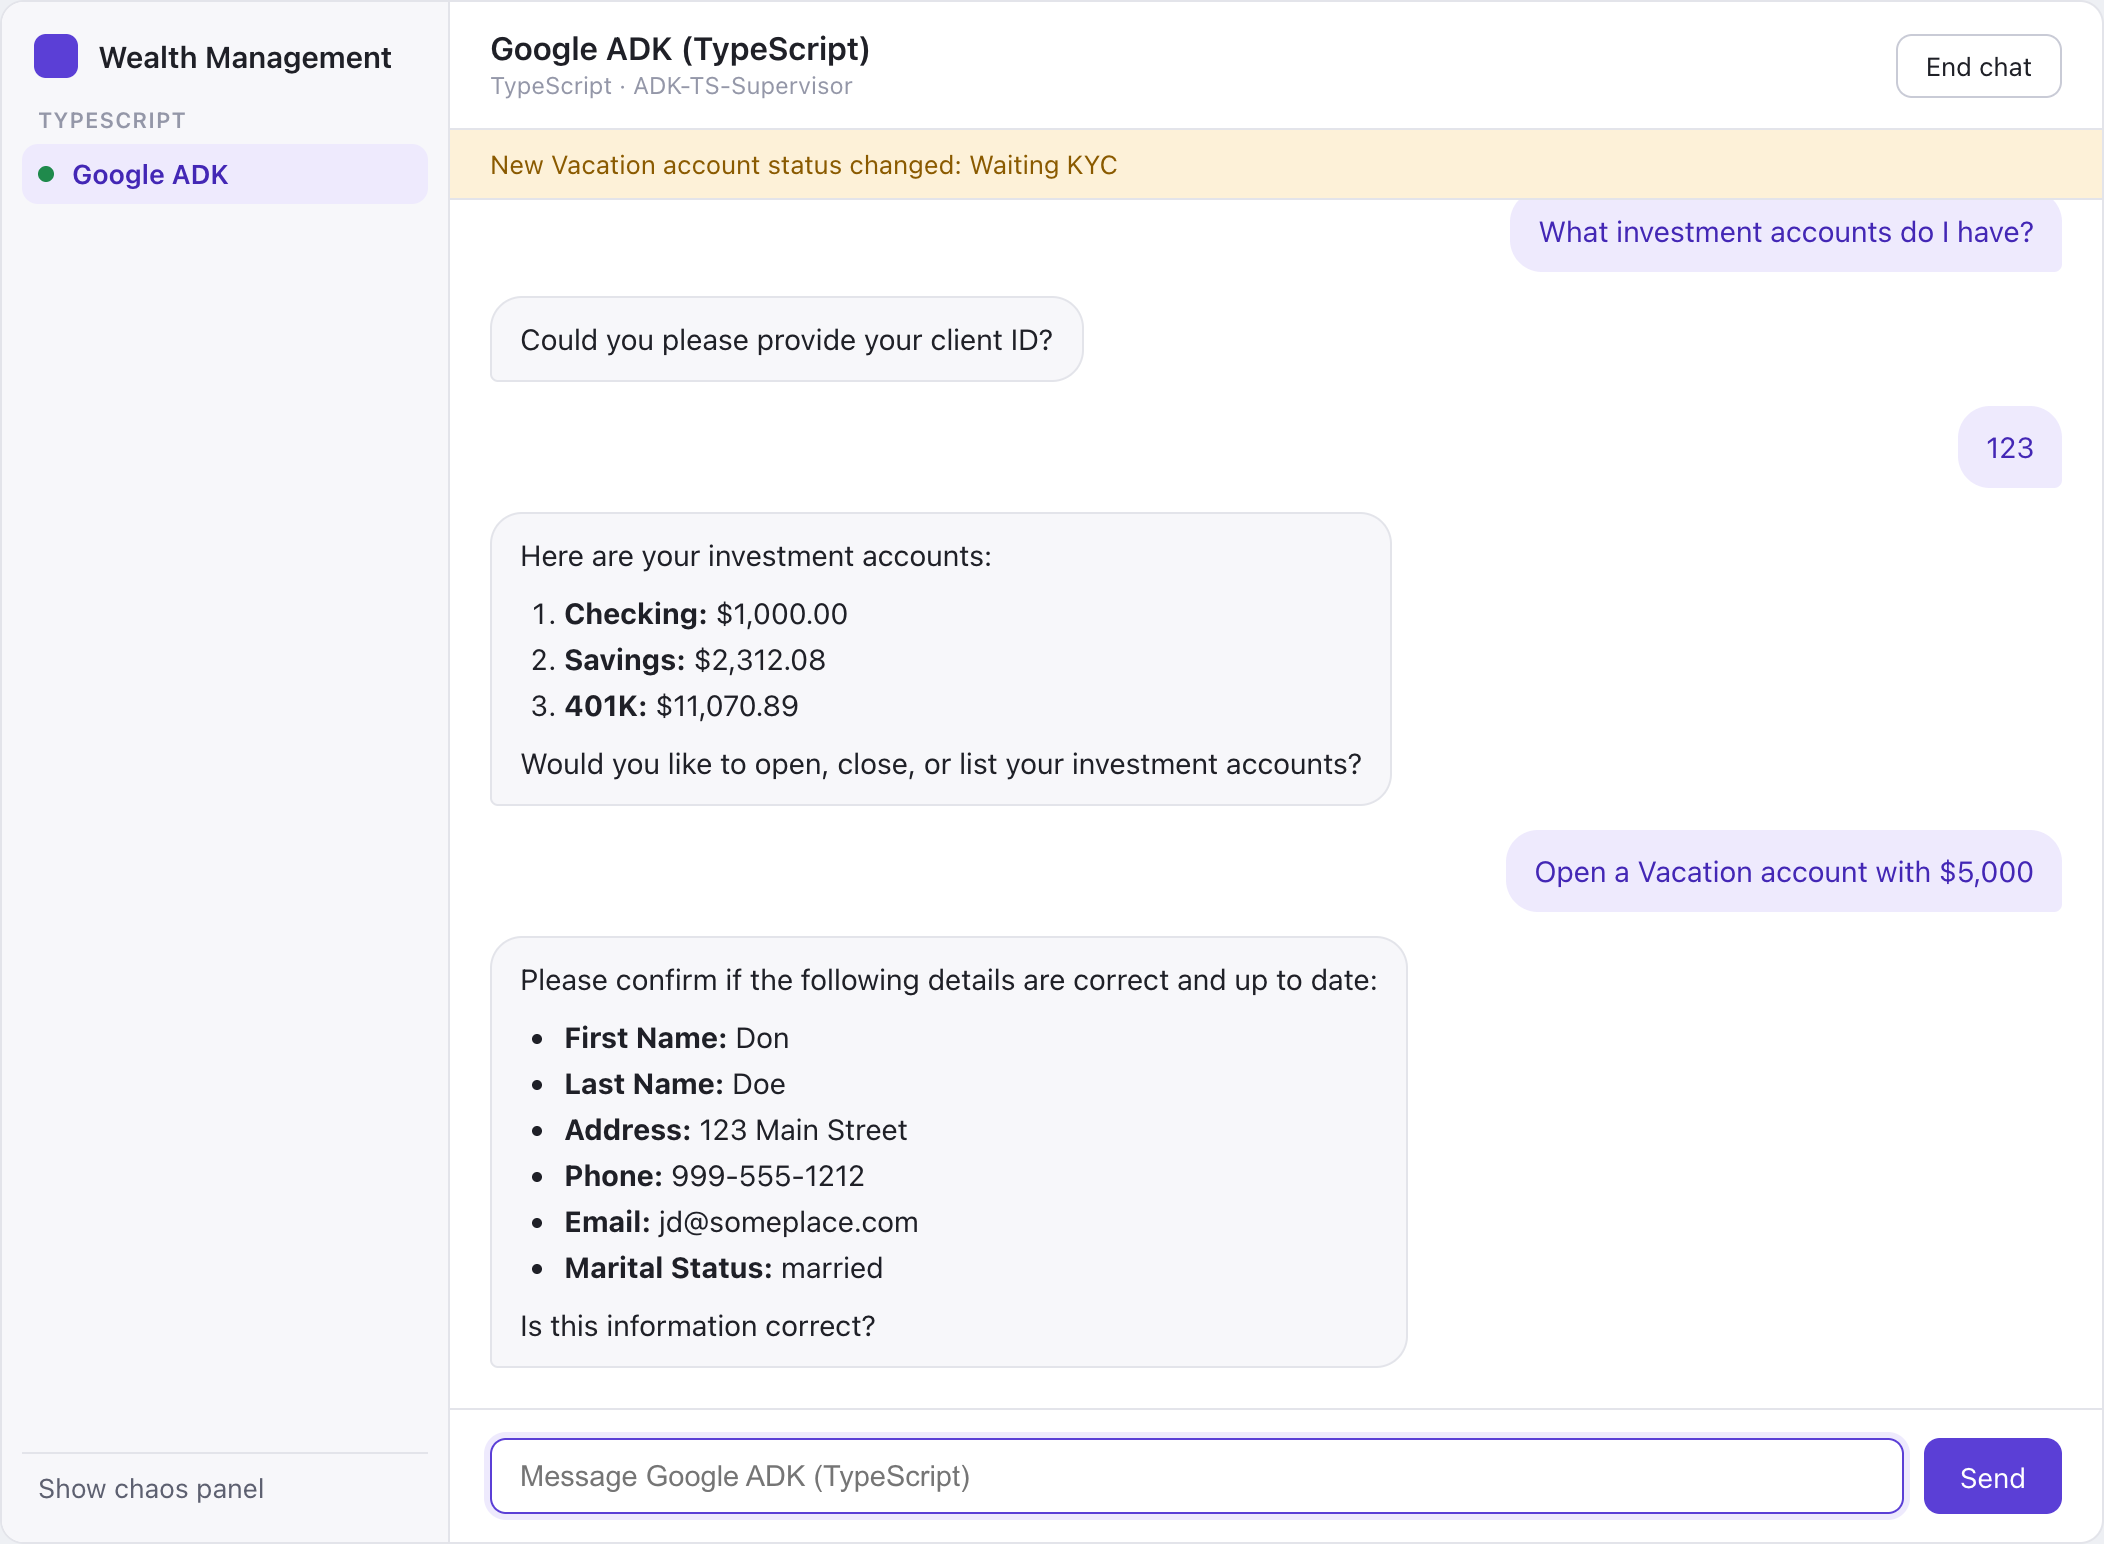 Wealth Management
TYPESCRIPT
Google ADK
Show chaos panel
Google ADK (TypeScript)
TypeScript · ADK-TS-Supervisor
End chat
New Vacation account status changed: Waiting KYC
What investment accounts do I have?
Could you please provide your client ID?
123
Here are your investment accounts:
1. Checking: $1,000.00
2. Savings: $2,312.08
3. 401K: $11,070.89
Would you like to open, close, or list your investment accounts?
Open a Vacation account with $5,000
Please confirm if the following details are correct and up to date:
• First Name: Don
• Last Name: Doe
• Address: 123 Main Street
• Phone: 999-555-1212
• Email: jd@someplace.com
• Marital Status: married
Is this information correct?
Message Google ADK (TypeScript)
Send